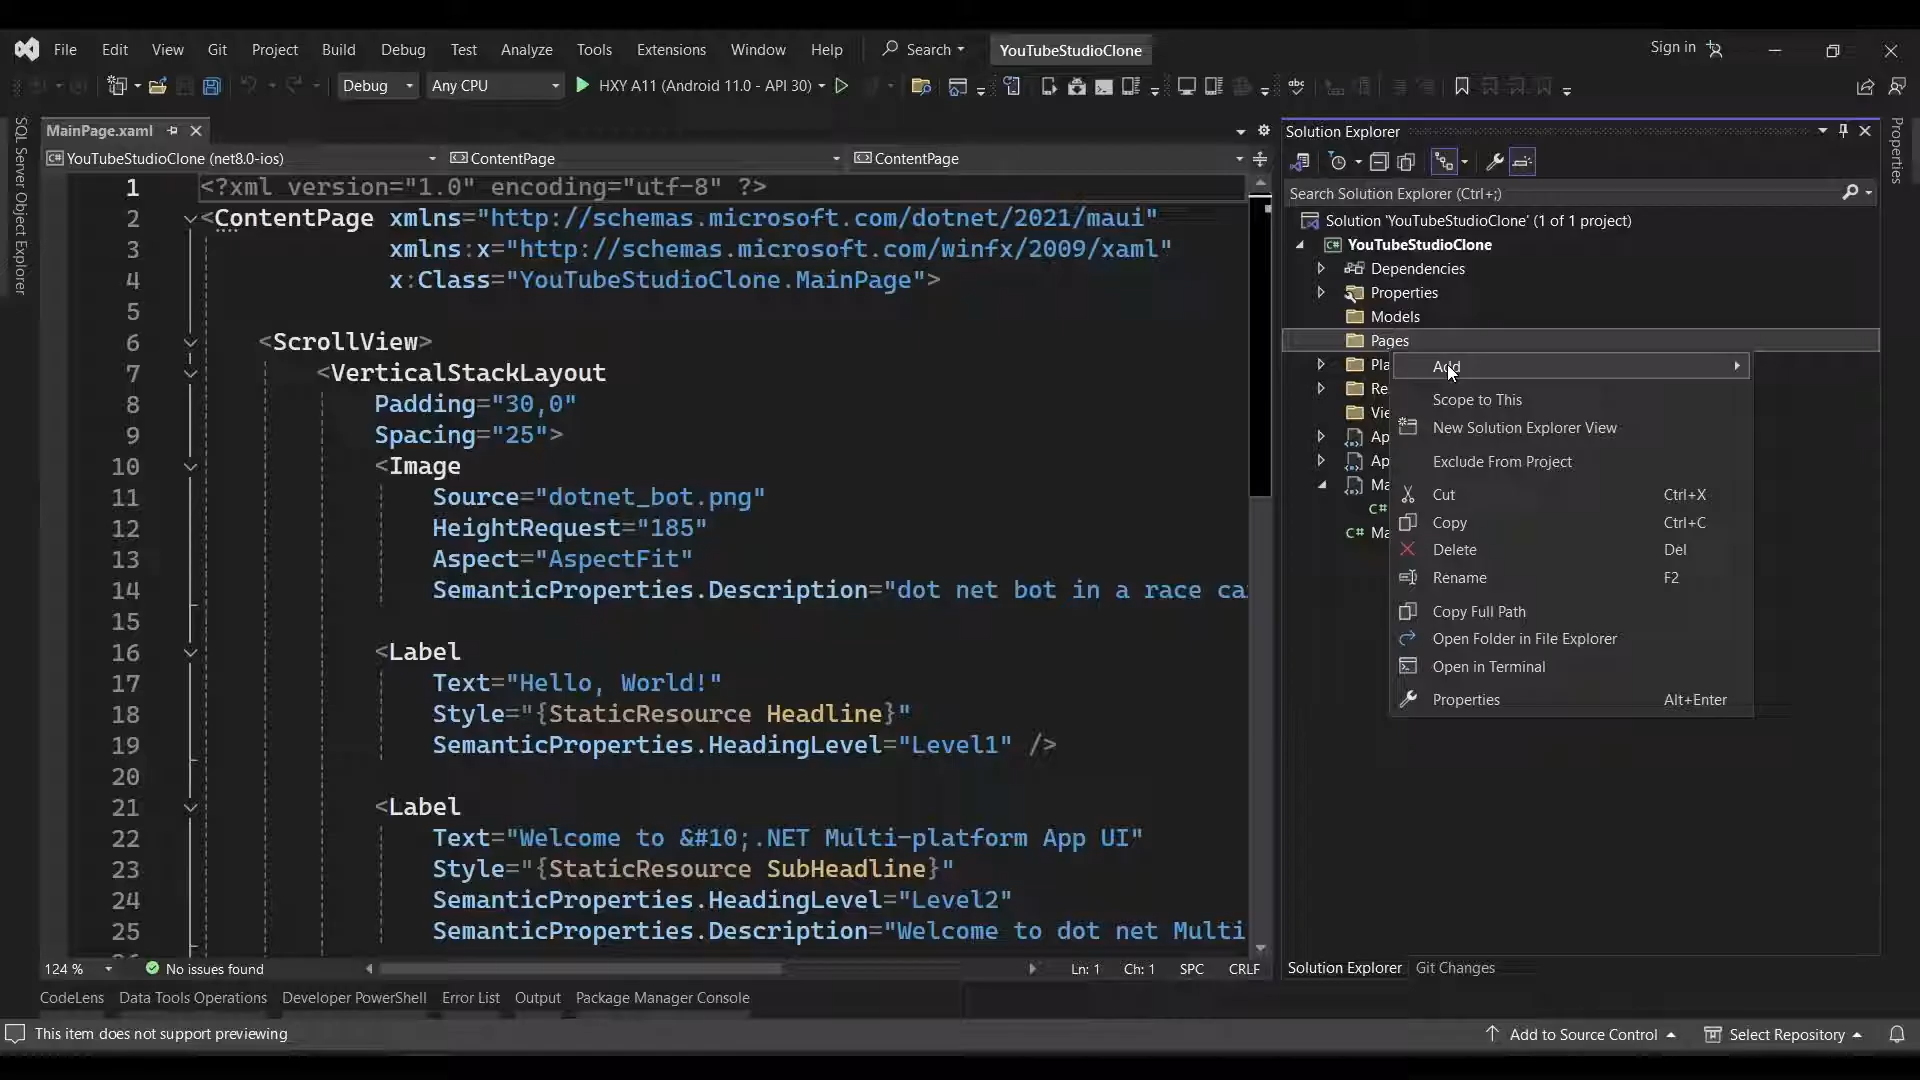 File Edit View Git Project Build Debug Test Analyze Tools Extensions Window Help Search YouTubeStudioClone Sign in
Debug Any CPU HXY A11 (Android 11.0 - API 30)
SQL Server Object Explorer
MainPage.xaml
YouTubeStudioClone (net8.0-ios) ContentPage ContentPage
1 <?xml version="1.0" encoding="utf-8" ?>
2 <ContentPage xmlns="http://schemas.microsoft.com/dotnet/2021/maui"
3 xmlns:x="http://schemas.microsoft.com/winfx/2009/xaml"
4 x:Class="YouTubeStudioClone.MainPage">
5
6 <ScrollView>
7 <VerticalStackLayout
8 Padding="30,0"
9 Spacing="25">
10 <Image
11 Source="dotnet_bot.png"
12 HeightRequest="185"
13 Aspect="AspectFit"
14 SemanticProperties.Description="dot net bot in a race ca
15
16 <Label
17 Text="Hello, World!"
18 Style="{StaticResource Headline}"
19 SemanticProperties.HeadingLevel="Level1" />
20
21 <Label
22 Text="Welcome to &#10;.NET Multi-platform App UI"
23 Style="{StaticResource SubHeadline}"
24 SemanticProperties.HeadingLevel="Level2"
25 SemanticProperties.Description="Welcome to dot net Multi
124 % No issues found Ln: 1 Ch: 1 SPC CRLF
Solution Explorer
Search Solution Explorer (Ctrl+;)
Solution 'YouTubeStudioClone' (1 of 1 project)
C# YouTubeStudioClone
Dependencies
Properties
Models
Pages
Pla
Re
Vie
Ap
Ap
Ma
C#
C# Ma
Add
Scope to This
New Solution Explorer View
Exclude From Project
Cut Ctrl+X
Copy Ctrl+C
Delete Del
Rename F2
Copy Full Path
Open Folder in File Explorer
Open in Terminal
Properties Alt+Enter
Solution Explorer Git Changes
Properties
CodeLens Data Tools Operations Developer PowerShell Error List Output Package Manager Console
This item does not support previewing Add to Source Control Select Repository